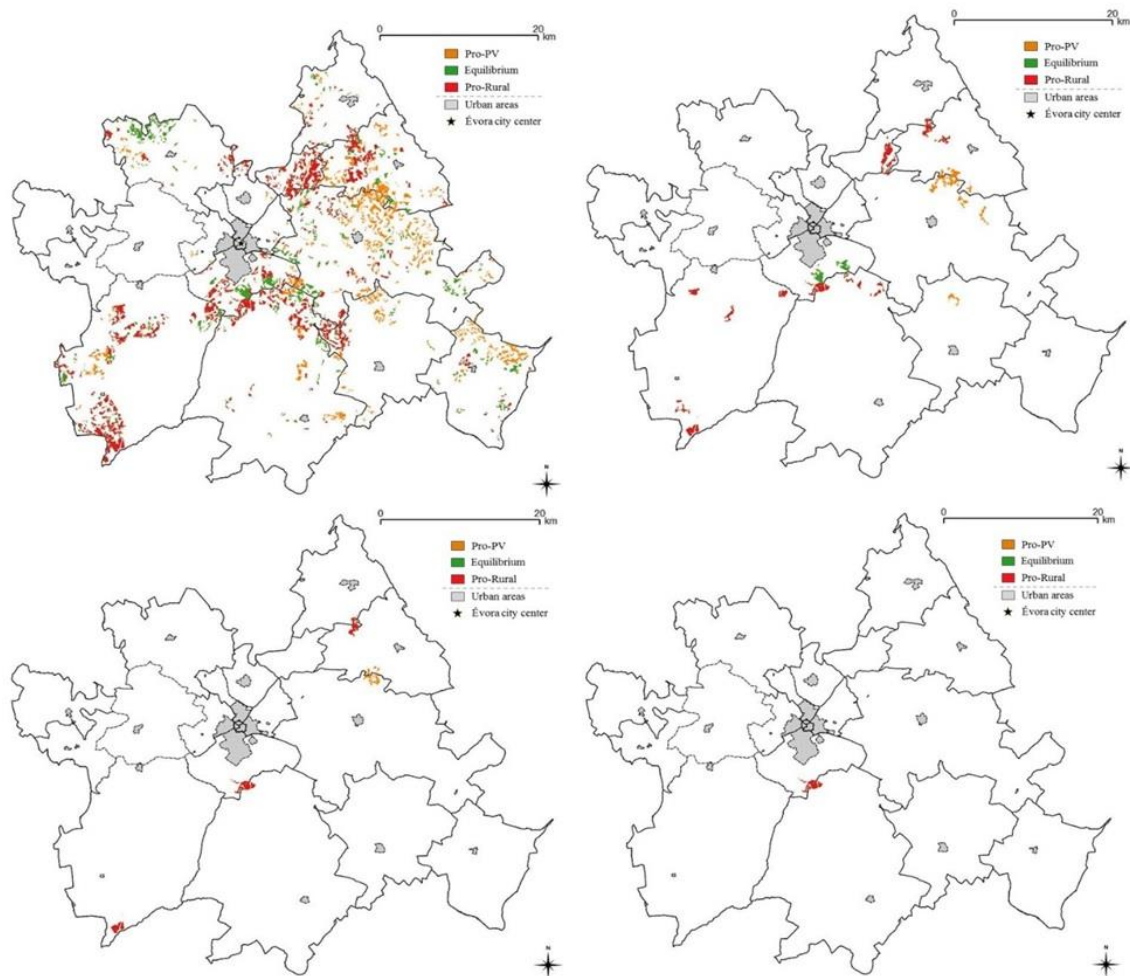 0 20
km
Pro-PV
Equilibrium
Pro-Rural
Urban areas
Évora city center
N
0 20
km
Pro-PV
Equilibrium
Pro-Rural
Urban areas
Évora city center
N
0 20
km
Pro-PV
Equilibrium
Pro-Rural
Urban areas
Évora city center
N
0 20
km
Pro-PV
Equilibrium
Pro-Rural
Urban areas
Évora city center
N